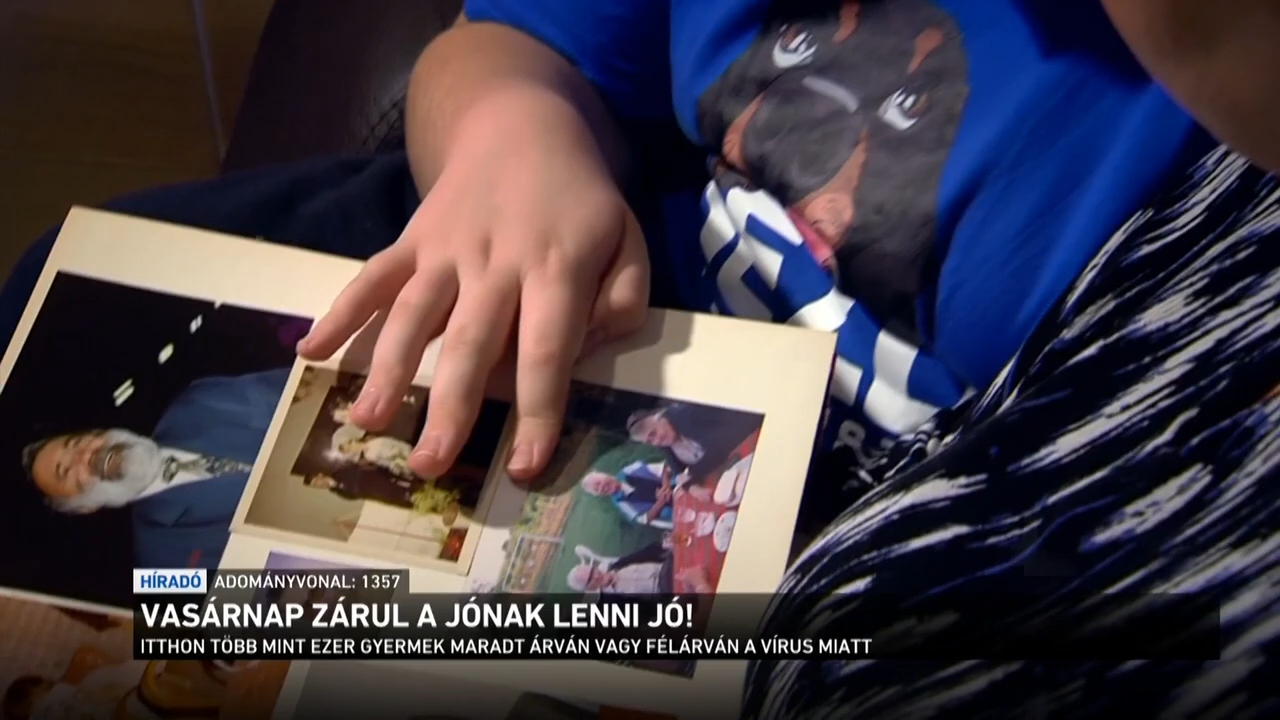 HÍRADÓ ADOMÁNYVONAL: 1357
VASÁRNAP ZÁRUL A JÓNAK LENNI JÓ!
ITTHON TÖBB MINT EZER GYERMEK MARADT ÁRVÁN VAGY FÉLÁRVÁN A VÍRUS MIATT